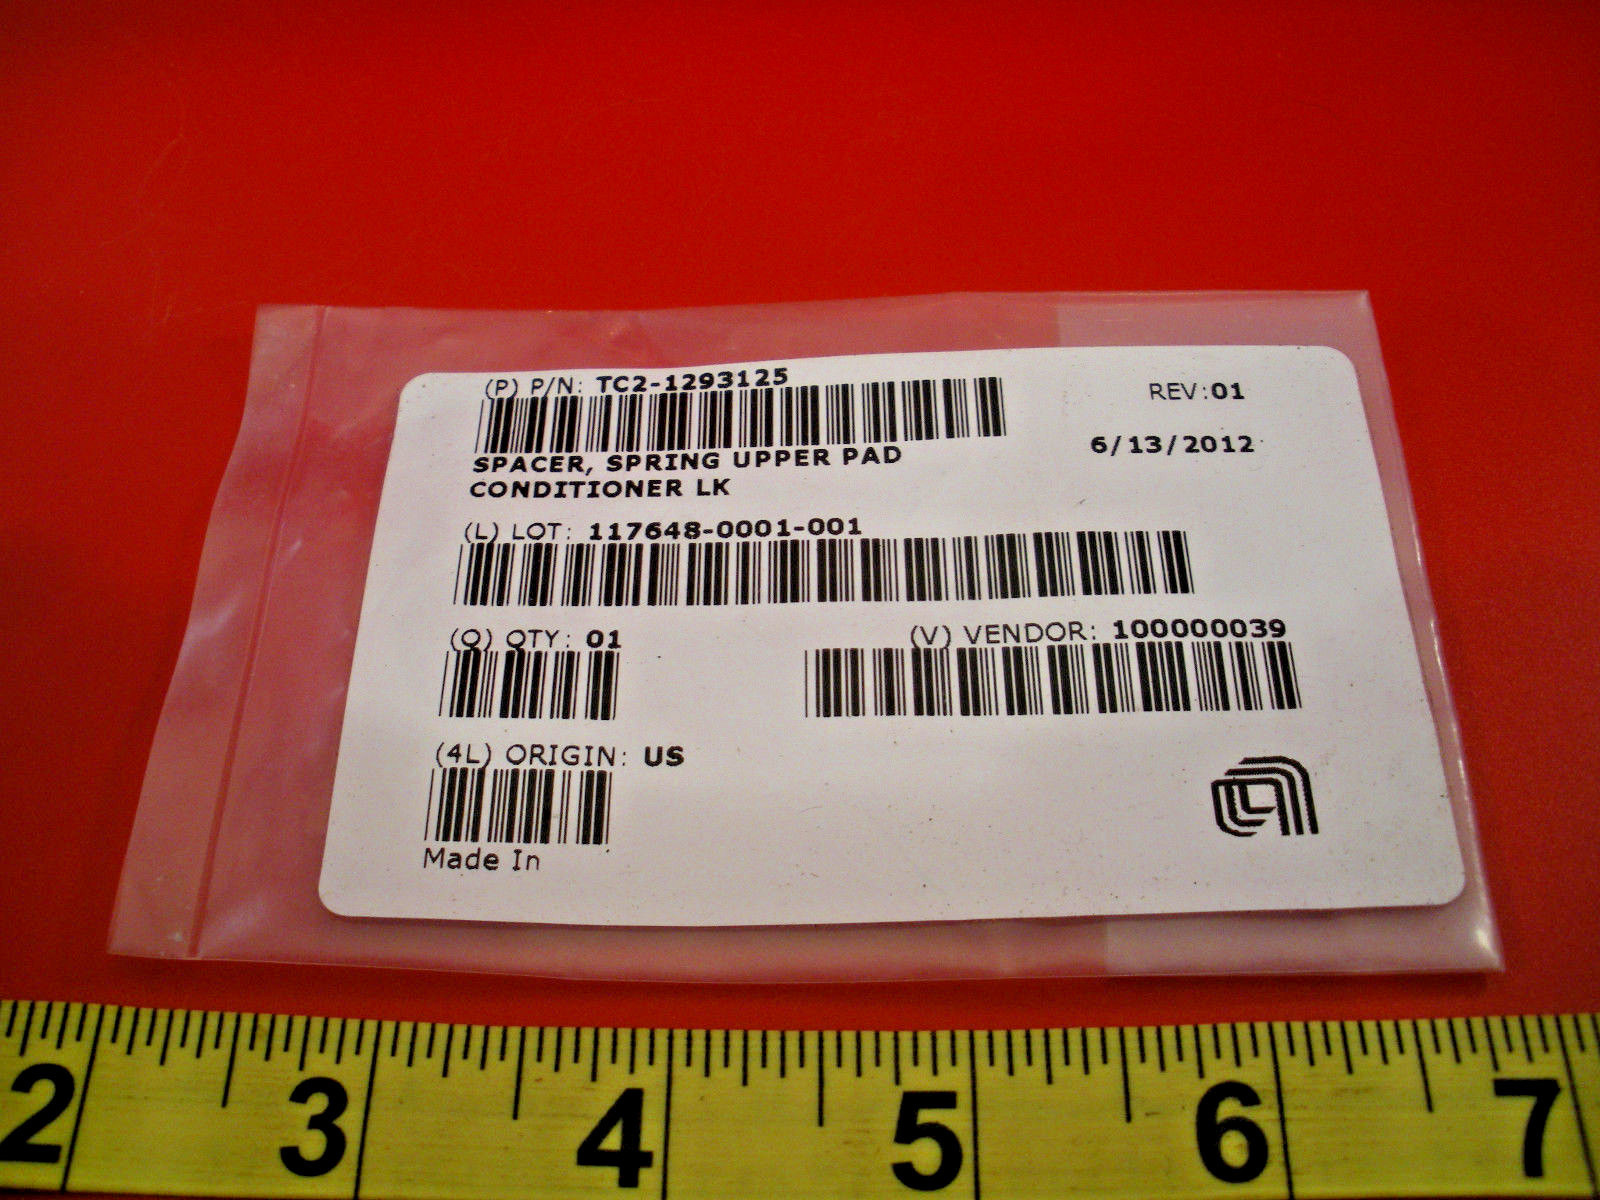 (P) P/N: TC2-1293125
REV:01
6/13/2012
SPACER, SPRING UPPER PAD
CONDITIONER LK
(L) LOT: 117648-0001-001
(Q) QTY: 01
(V) VENDOR: 100000039
(4L) ORIGIN: US
Made In
2 3 4 5 6 7